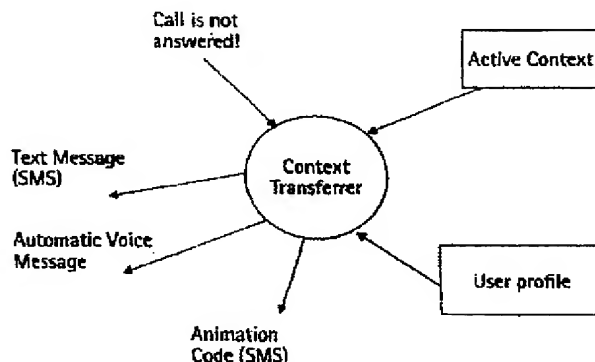 Call is not
answered!
Active Context
Text Message
(SMS)
Context
Transferrer
Automatic Voice
Message
User profile
Animation
Code (SMS)